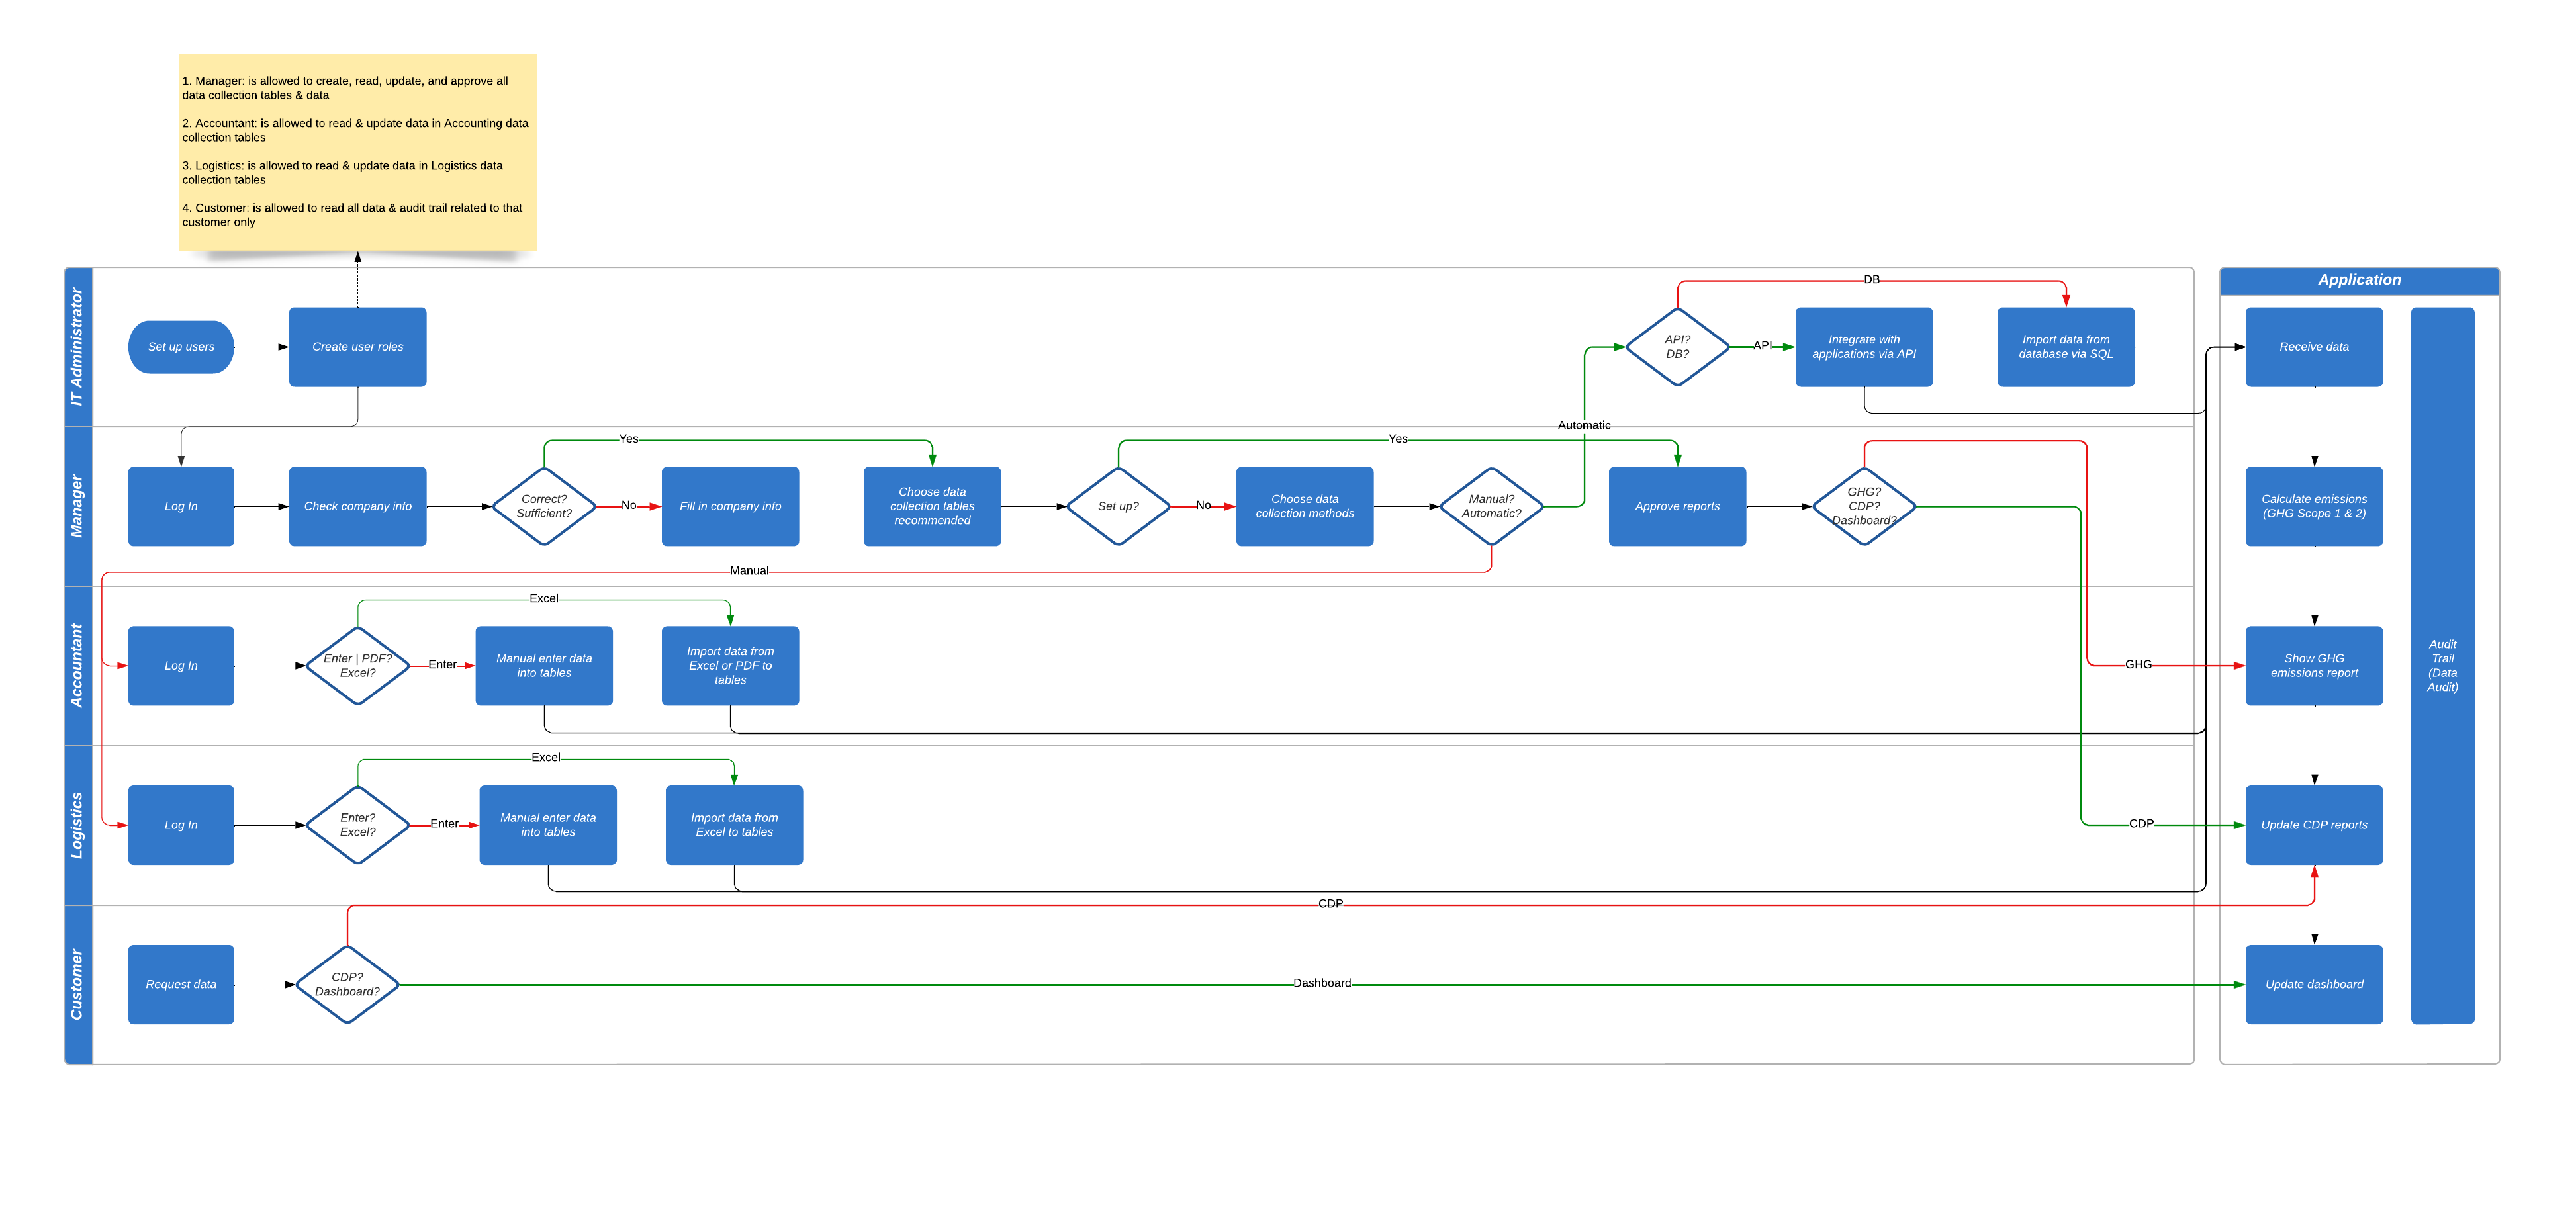 1. Manager: is allowed to create, read, update, and approve all
data collection tables & data
2. Accountant: is allowed to read & update data in Accounting data
collection tables
3. Logistics: is allowed to read & update data in Logistics data
collection tables
4. Customer: is allowed to read all data & audit trail related to that
customer only
IT Administrator
Set up users
Create user roles
API?
DB?
DB
API
Integrate with
applications via API
Import data from
database via SQL
Automatic
Manager
Log In
Check company info
Correct?
Sufficient?
Yes
No
Fill in company info
Choose data
collection tables
recommended
Set up?
Yes
No
Choose data
collection methods
Manual?
Automatic?
Manual
Approve reports
GHG?
CDP?
Dashboard?
Accountant
Log In
Enter | PDF?
Excel?
Excel
Enter
Manual enter data
into tables
Import data from
Excel or PDF to
tables
GHG
Logistics
Log In
Enter?
Excel?
Excel
Enter
Manual enter data
into tables
Import data from
Excel to tables
CDP
Customer
Request data
CDP?
Dashboard?
CDP
Dashboard
Application
Receive data
Calculate emissions
(GHG Scope 1 & 2)
Show GHG
emissions report
Update CDP reports
Update dashboard
Audit
Trail
(Data
Audit)